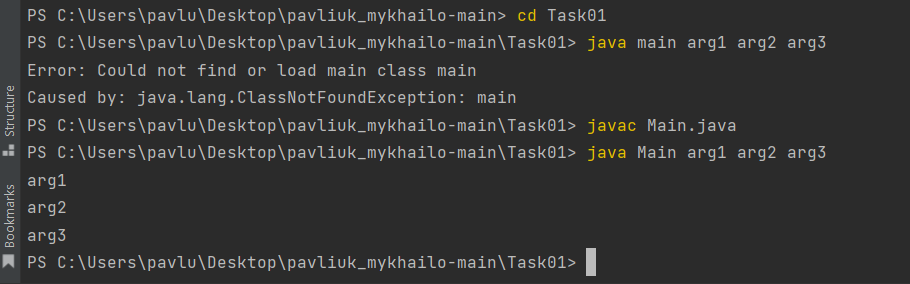 PS C:\Users\pavlu\Desktop\pavliuk_mykhailo-main> cd Task01
PS C:\Users\pavlu\Desktop\pavliuk_mykhailo-main\Task01> java main arg1 arg2 arg3
Error: Could not find or load main class main
Caused by: java.lang.ClassNotFoundException: main
PS C:\Users\pavlu\Desktop\pavliuk_mykhailo-main\Task01> javac Main.java
PS C:\Users\pavlu\Desktop\pavliuk_mykhailo-main\Task01> java Main arg1 arg2 arg3
arg1
arg2
arg3
PS C:\Users\pavlu\Desktop\pavliuk_mykhailo-main\Task01>
Structure
Bookmarks